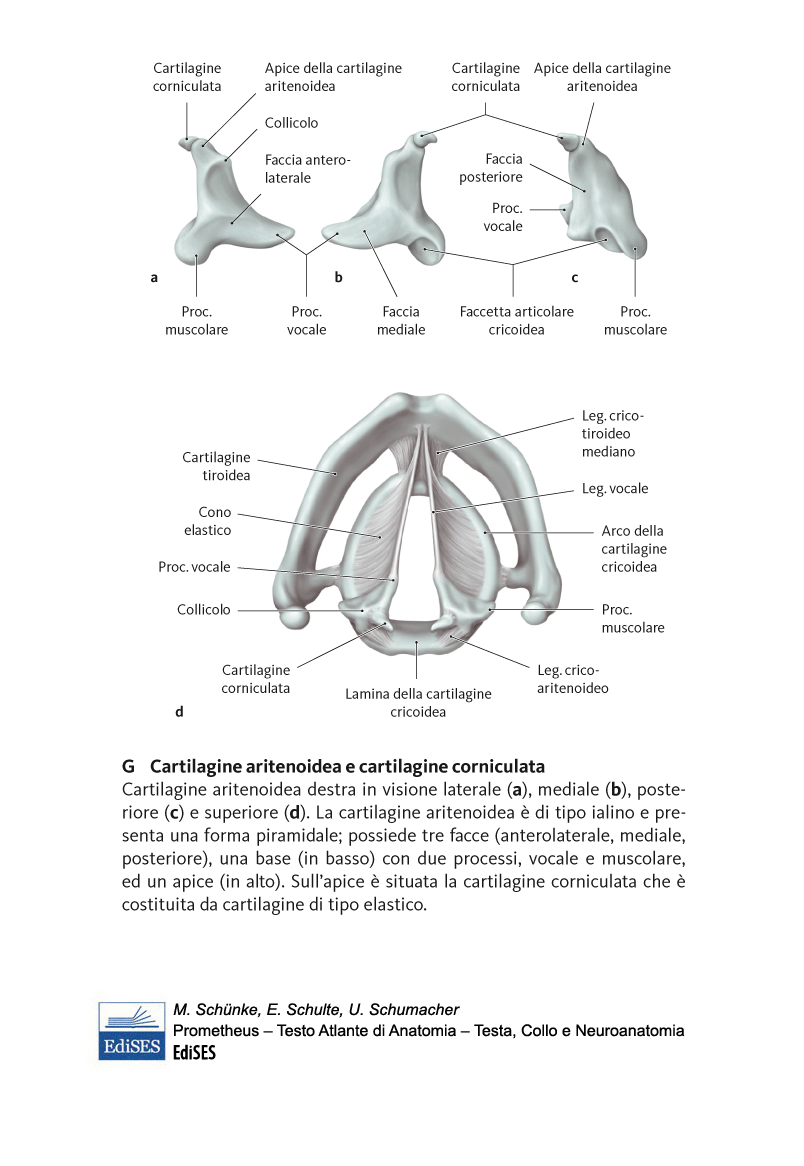 Cartilagine
corniculata
Apice della cartilagine
aritenoidea
Collicolo
Faccia antero-
laterale
Cartilagine
corniculata
Apice della cartilagine
aritenoidea
Faccia
posteriore
Proc.
vocale
a
b
c
Proc.
muscolare
Proc.
vocale
Faccia
mediale
Faccetta articolare
cricoidea
Proc.
muscolare
Cartilagine
tiroidea
Cono
elastico
Proc. vocale
Collicolo
Cartilagine
corniculata
Leg. crico-
tiroideo
mediano
Leg. vocale
Arco della
cartilagine
cricoidea
Proc.
muscolare
Leg. crico-
aritenoideo
Lamina della cartilagine
cricoidea
d
G Cartilagine aritenoidea e cartilagine corniculata
Cartilagine aritenoidea destra in visione laterale (a), mediale (b), poste-
riore (c) e superiore (d). La cartilagine aritenoidea è di tipo ialino e pre-
senta una forma piramidale; possiede tre facce (anterolaterale, mediale,
posteriore), una base (in basso) con due processi, vocale e muscolare,
ed un apice (in alto). Sull'apice è situata la cartilagine corniculata che è
costituita da cartilagine di tipo elastico.
EdiSES
M. Schünke, E. Schulte, U. Schumacher
Prometheus – Testo Atlante di Anatomia – Testa, Collo e Neuroanatomia
EdiSES